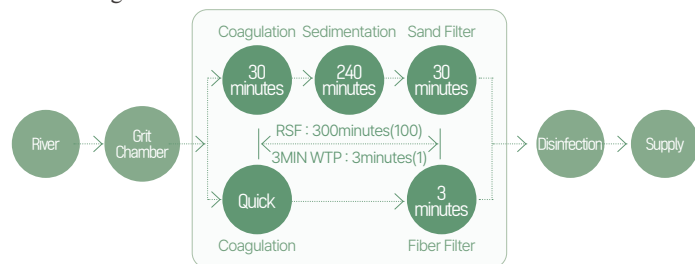 Coagulation Sedimentation Sand Filter
30 minutes
240 minutes
30 minutes
River
Grit Chamber
RSF : 300minutes(100)
3MIN WTP : 3minutes(1)
Disinfection
Supply
Quick
3 minutes
Coagulation
Fiber Filter